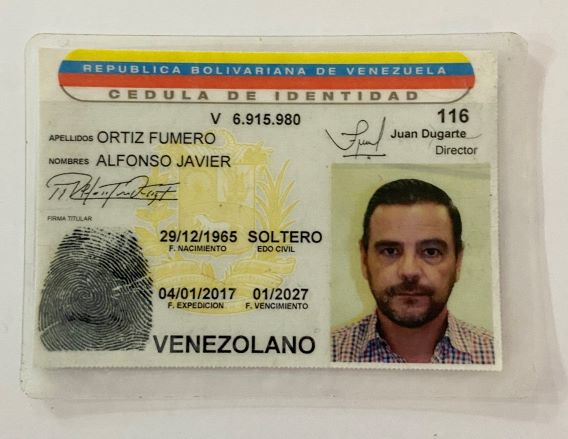 REPUBLICA BOLIVARIANA DE VENEZUELA
CEDULA DE IDENTIDAD
V 6.915.980
116
APELLIDOS ORTIZ FUMERO
Juan Dugarte
Director
NOMBRES ALFONSO JAVIER
FIRMA TITULAR
29/12/1965 SOLTERO
F. NACIMIENTO EDO CIVIL
04/01/2017 01/2027
F. EXPEDICION F. VENCIMIENTO
VENEZOLANO